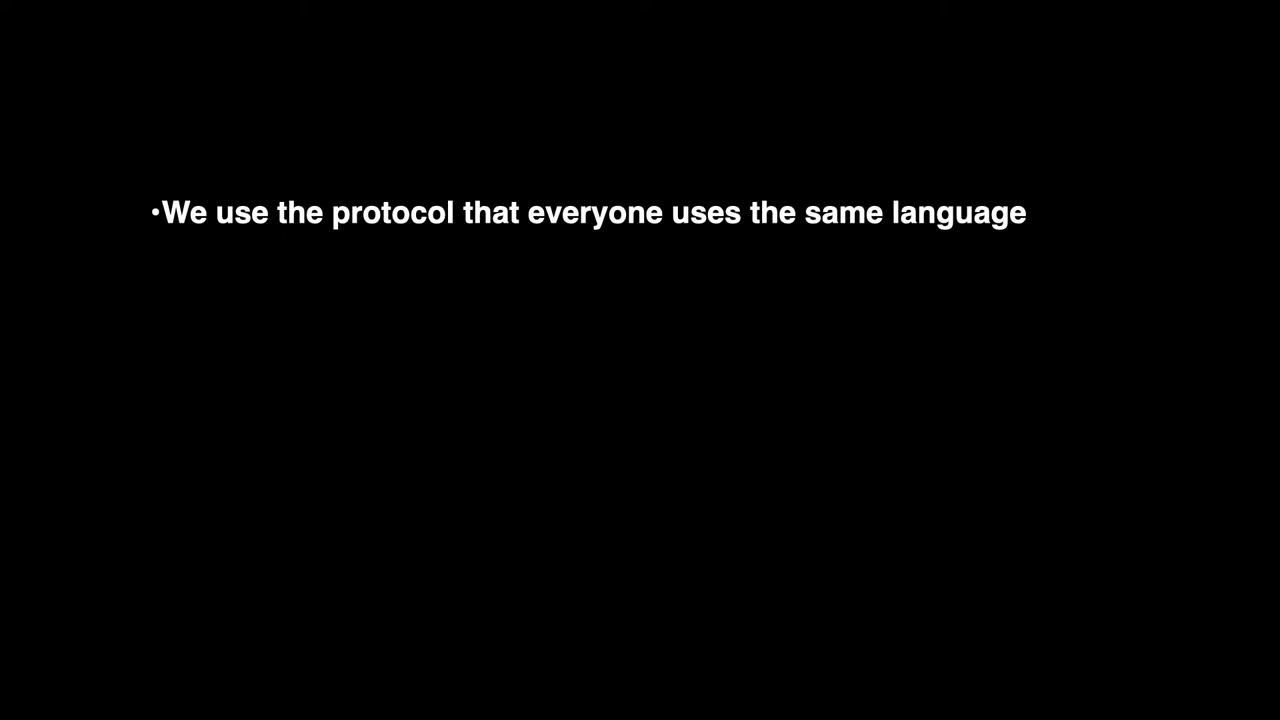 •We use the protocol that everyone uses the same language